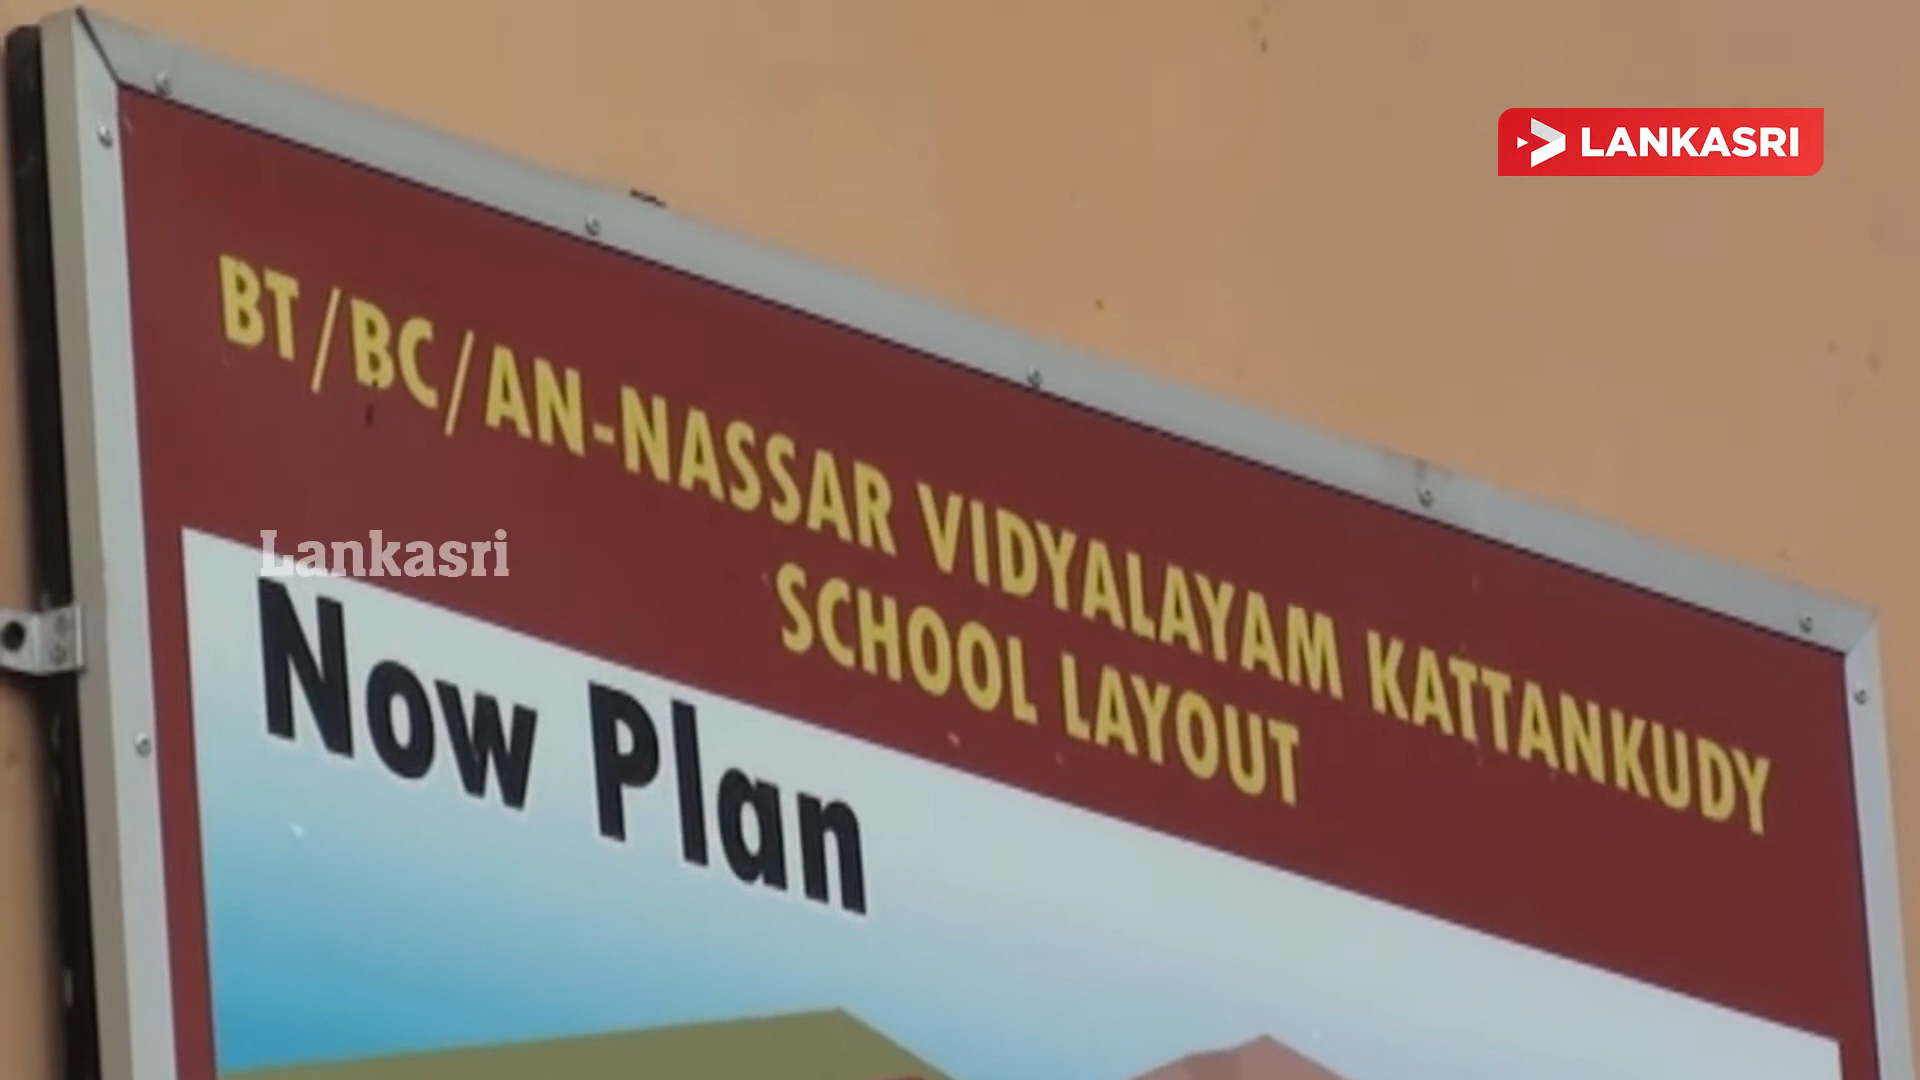 LANKASRI
BT/BC/AN-NASSAR VIDYALAYAM KATTANKUDY
SCHOOL LAYOUT
Lankasri
Now Plan